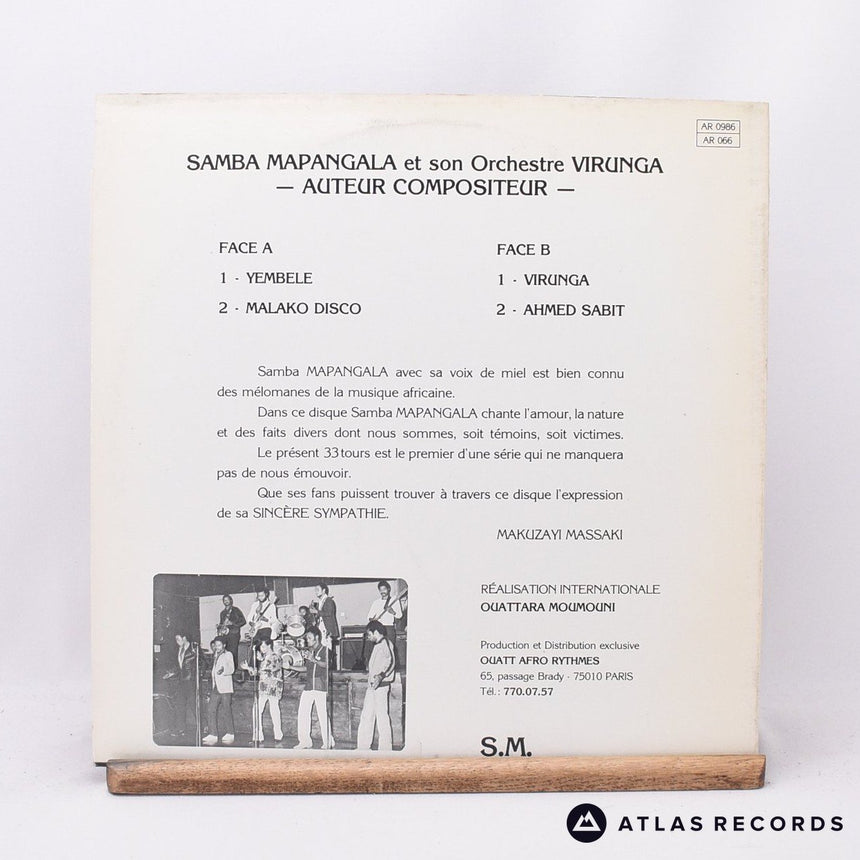 AR 0986
AR 066
SAMBA MAPANGALA et son Orchestre VIRUNGA
— AUTEUR COMPOSITEUR —
FACE A
1 - YEMBELE
2 - MALAKO DISCO
FACE B
1 - VIRUNGA
2 - AHMED SABIT
Samba MAPANGALA avec sa voix de miel est bien connu
des mélomanes de la musique africaine.
Dans ce disque Samba MAPANGALA chante l'amour, la nature
et des faits divers dont nous sommes, soit témoins, soit victimes.
Le présent 33 tours est le premier d'une série qui ne manquera
pas de nous émouvoir.
Que ses fans puissent trouver à travers ce disque l'expression
de sa SINCÈRE SYMPATHIE.
MAKUZAYI MASSAKI
RÉALISATION INTERNATIONALE
OUATTARA MOUMOUNI
Production et Distribution exclusive
OUATT AFRO RYTHMES
65, passage Brady - 75010 PARIS
Tél. : 770.07.57
S.M.
ATLAS RECORDS